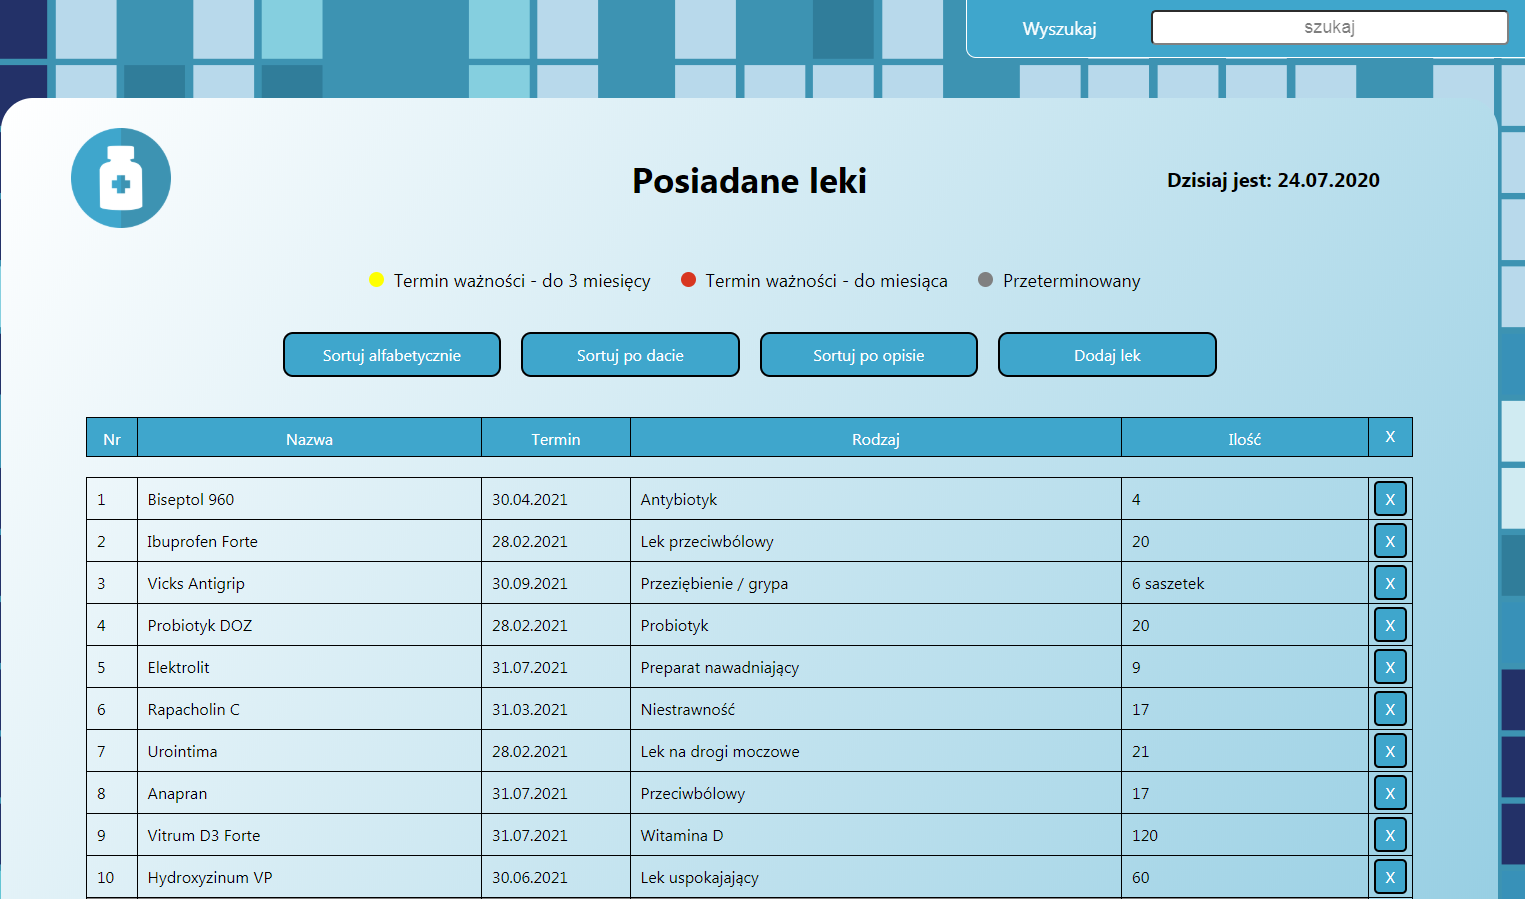 Wyszukaj szukaj
Posiadane leki
Dzisiaj jest: 24.07.2020
Termin ważności - do 3 miesięcy Termin ważności - do miesiąca Przeterminowany
Sortuj alfabetycznie Sortuj po dacie Sortuj po opisie Dodaj lek
Nr Nazwa Termin Rodzaj Ilość X
1 Biseptol 960 30.04.2021 Antybiotyk 4 X
2 Ibuprofen Forte 28.02.2021 Lek przeciwbólowy 20 X
3 Vicks Antigrip 30.09.2021 Przeziębienie / grypa 6 saszetek X
4 Probiotyk DOZ 28.02.2021 Probiotyk 20 X
5 Elektrolit 31.07.2021 Preparat nawadniający 9 X
6 Rapacholin C 31.03.2021 Niestrawność 17 X
7 Urointima 28.02.2021 Lek na drogi moczowe 21 X
8 Anapran 31.07.2021 Przeciwbólowy 17 X
9 Vitrum D3 Forte 31.07.2021 Witamina D 120 X
10 Hydroxyzinum VP 30.06.2021 Lek uspokajający 60 X